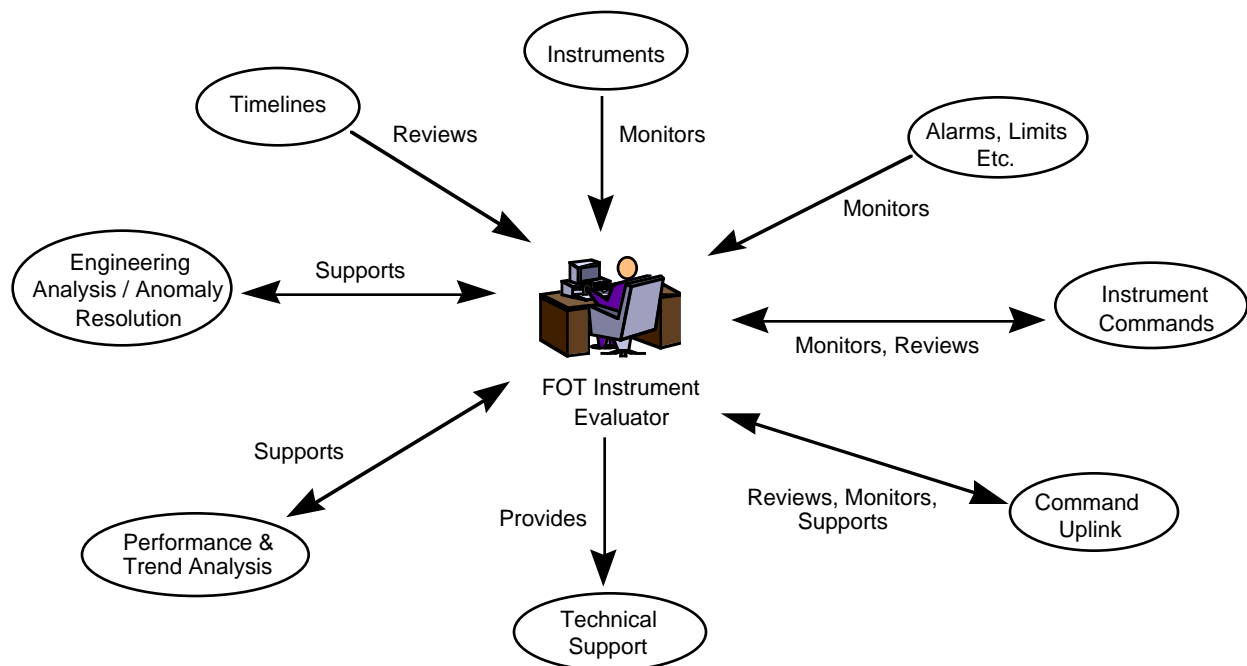 Instruments
Timelines
Reviews
Monitors
Alarms, Limits
Etc.
Monitors
Engineering
Analysis / Anomaly
Resolution
Supports
Instrument
Commands
Monitors, Reviews
FOT Instrument
Evaluator
Supports
Performance &
Trend Analysis
Provides
Reviews, Monitors,
Supports
Command
Uplink
Technical
Support